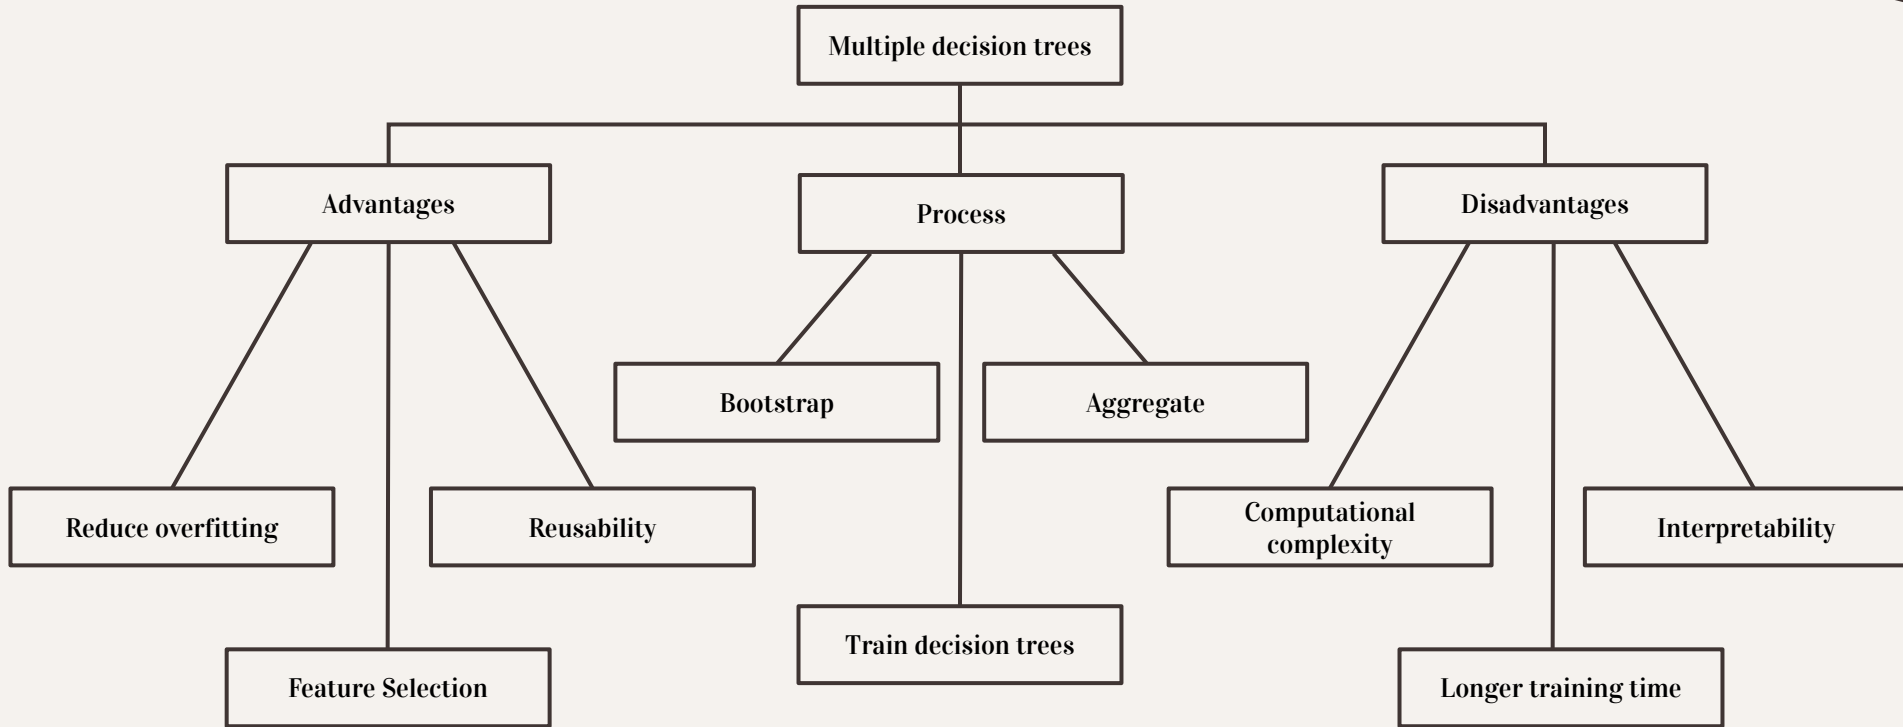 Multiple decision trees
Advantages
Process
Disadvantages
Bootstrap
Aggregate
Reduce overfitting
Reusability
Computational
complexity
Interpretability
Train decision trees
Feature Selection
Longer training time